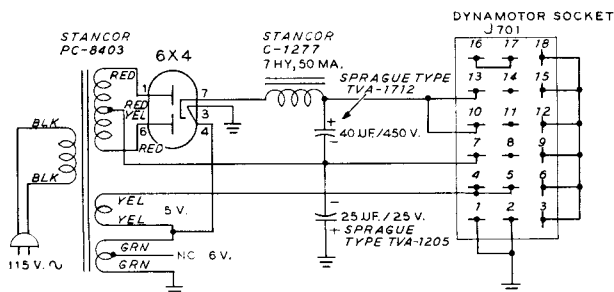 DYNAMOTOR SOCKET
J701
STANCOR
PC-8403
6X4
STANCOR
C-1277
7 HY, 50 MA.
SPRAGUE TYPE
TVA-1712
RED
RED
YEL
RED
1
7
3
6
4
BLK
BLK
40 UF/450 V.
YEL
YEL
5 V.
GRN
NC 6 V.
GRN
115 V. ~
25 UF/25 V.
SPRAGUE
TYPE TVA-1205
16 17 18
13 14 15
10 11 12
7 8 9
4 5 6
1 2 3